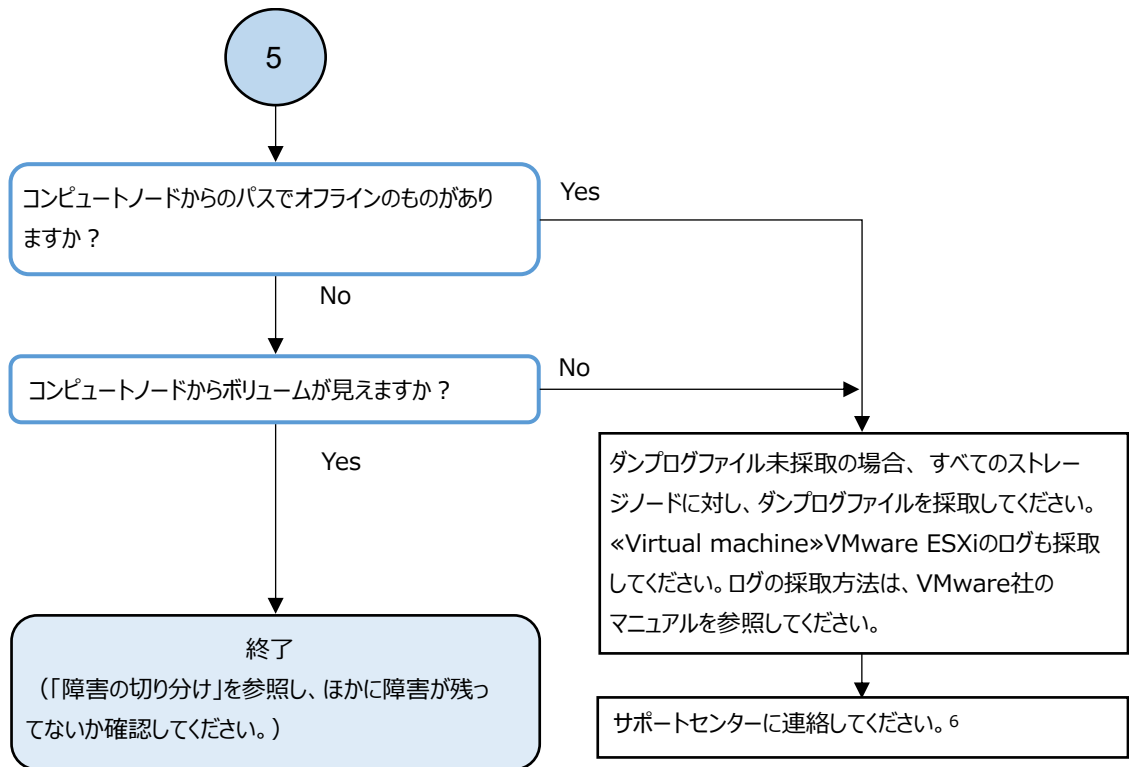 5
コンピュートノードからのパスでオフラインのものがあり
ますか？
Yes
No
コンピュートノードからボリュームが見えますか？
No
Yes
ダンプログファイル未採取の場合、すべてのストレー
ジノードに対し、ダンプログファイルを採取してください。
«Virtual machine»VMware ESXiのログも採取
してください。ログの採取方法は、VMware社の
マニュアルを参照してください。
終了
（「障害の切り分け」を参照し、ほかに障害が残っ
てないか確認してください。）
サポートセンターに連絡してください。6